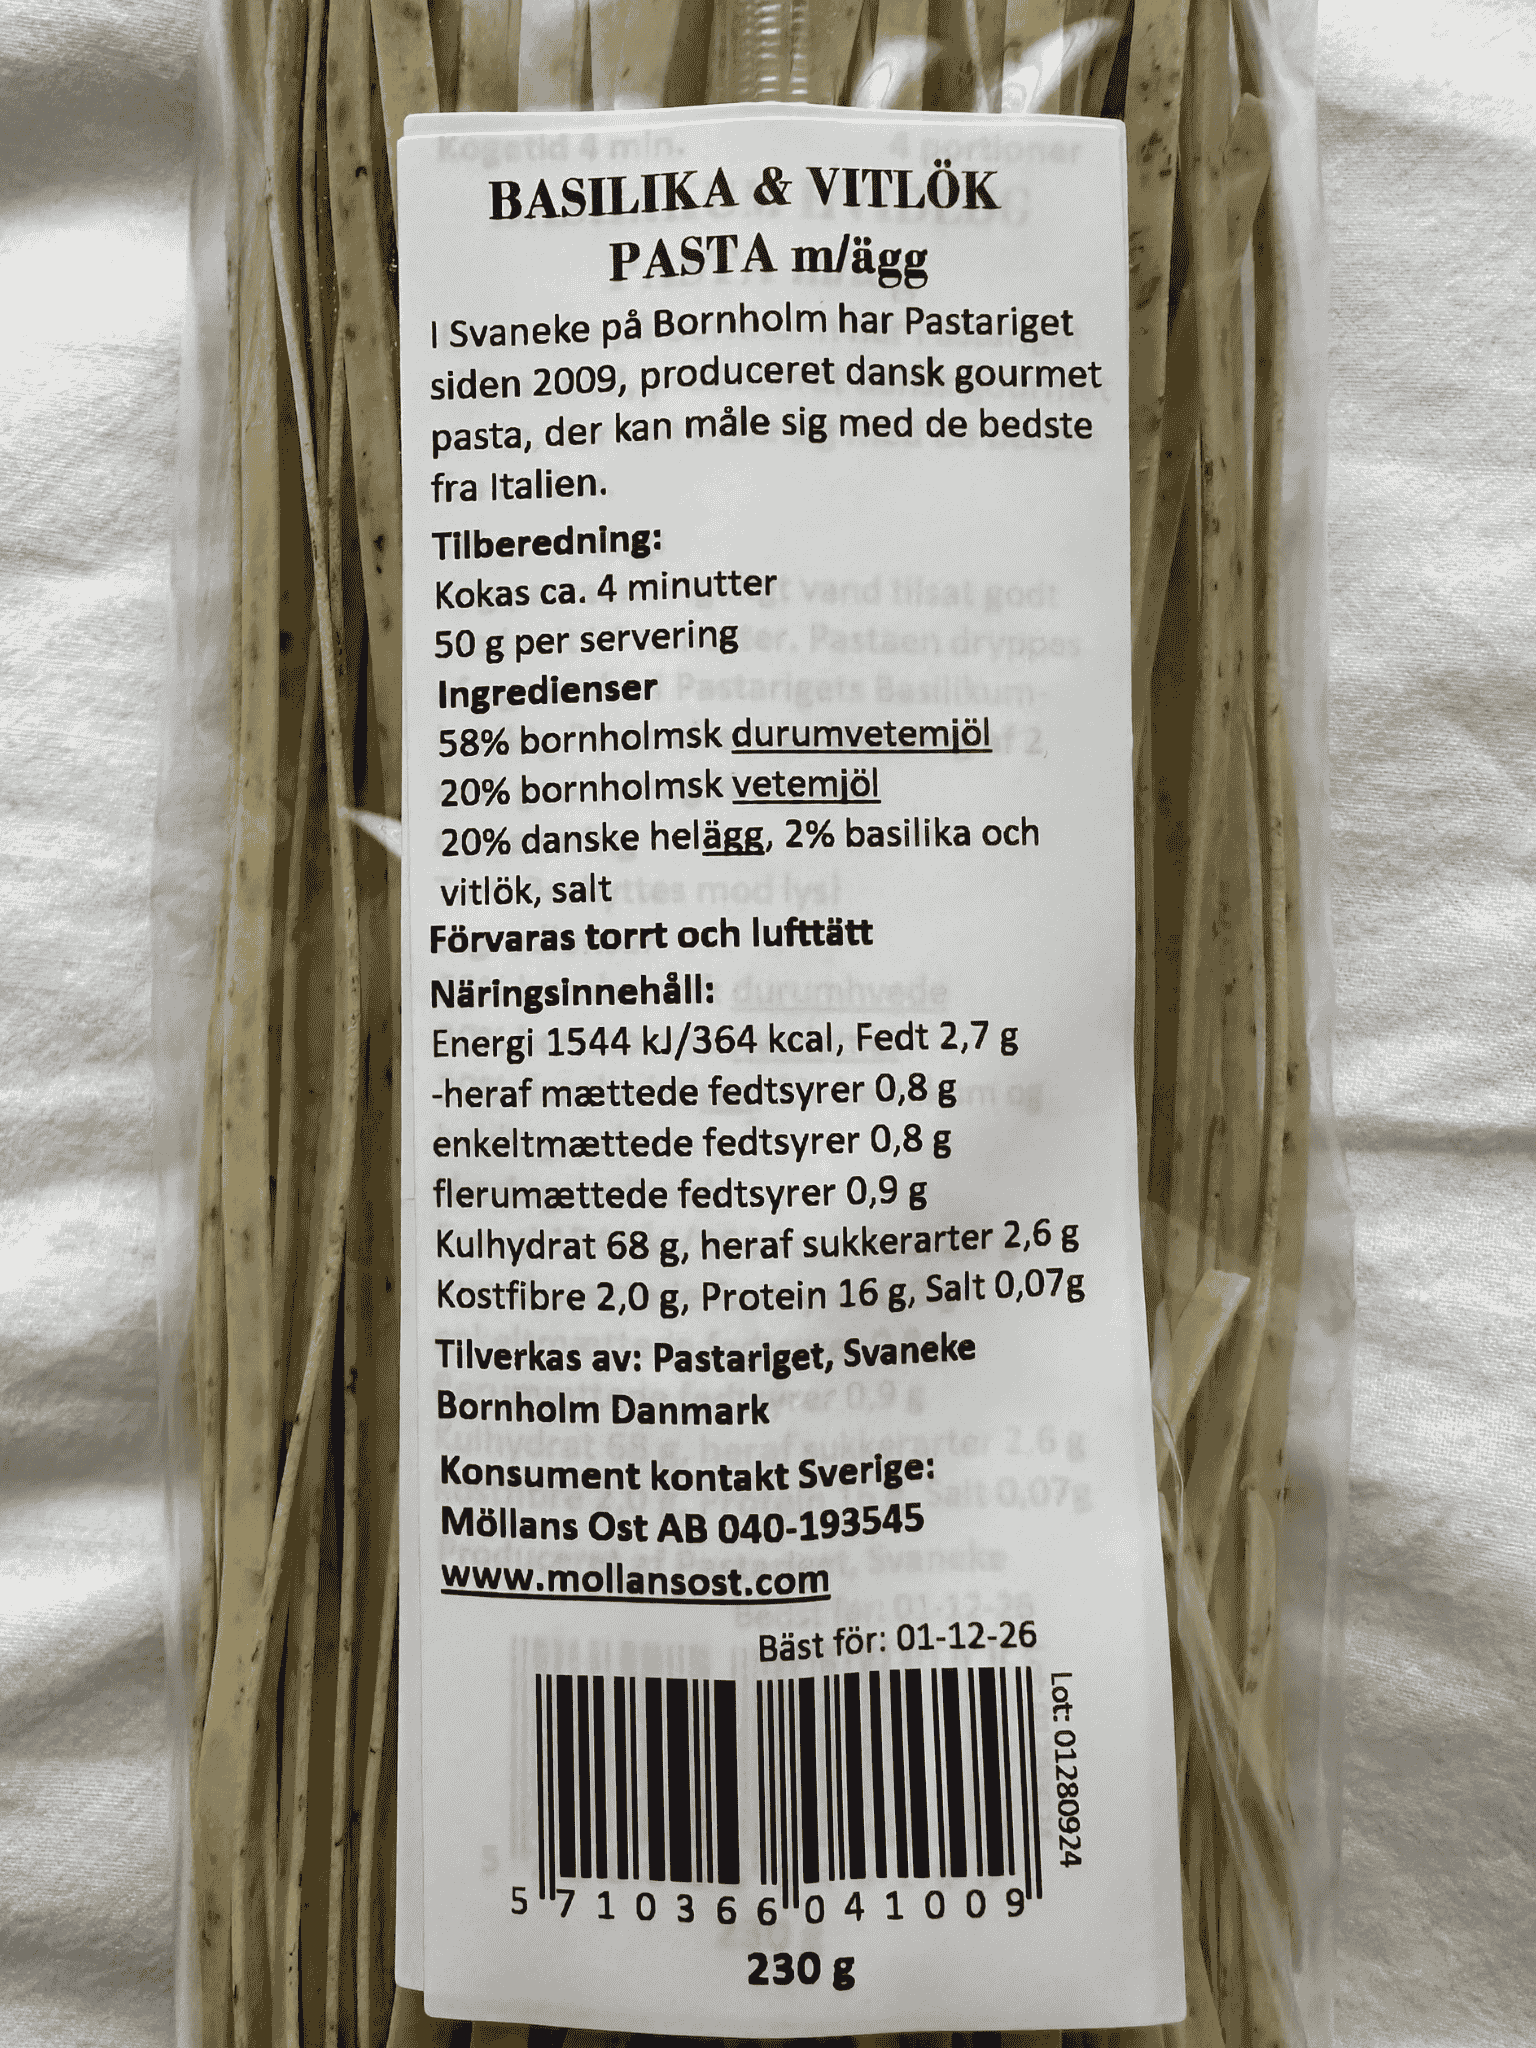 BASILIKA & VITLÖK
PASTA m/ägg
I Svaneke på Bornholm har Pastariget
siden 2009, produceret dansk gourmet
pasta, der kan måle sig med de bedste
fra Italien.
Tilberedning:
Kokas ca. 4 minutter
50 g per servering
Ingredienser
58% bornholmsk durumvetemjöl
20% bornholmsk vetemjöl
20% danske helägg, 2% basilika och
vitlök, salt
Förvaras torrt och lufttätt
Näringsinnehåll:
Energi 1544 kJ/364 kcal, Fedt 2,7 g
-heraf mættede fedtsyrer 0,8 g
enkeltmættede fedtsyrer 0,8 g
flerumættede fedtsyrer 0,9 g
Kulhydrat 68 g, heraf sukkerarter 2,6 g
Kostfibre 2,0 g, Protein 16 g, Salt 0,07g
Tilverkas av: Pastariget, Svaneke
Bornholm Danmark
Konsument kontakt Sverige:
Möllans Ost AB 040-193545
www.mollansost.com
Bäst för: 01-12-26
Lot: 01280924
5 710366 041009
230 g